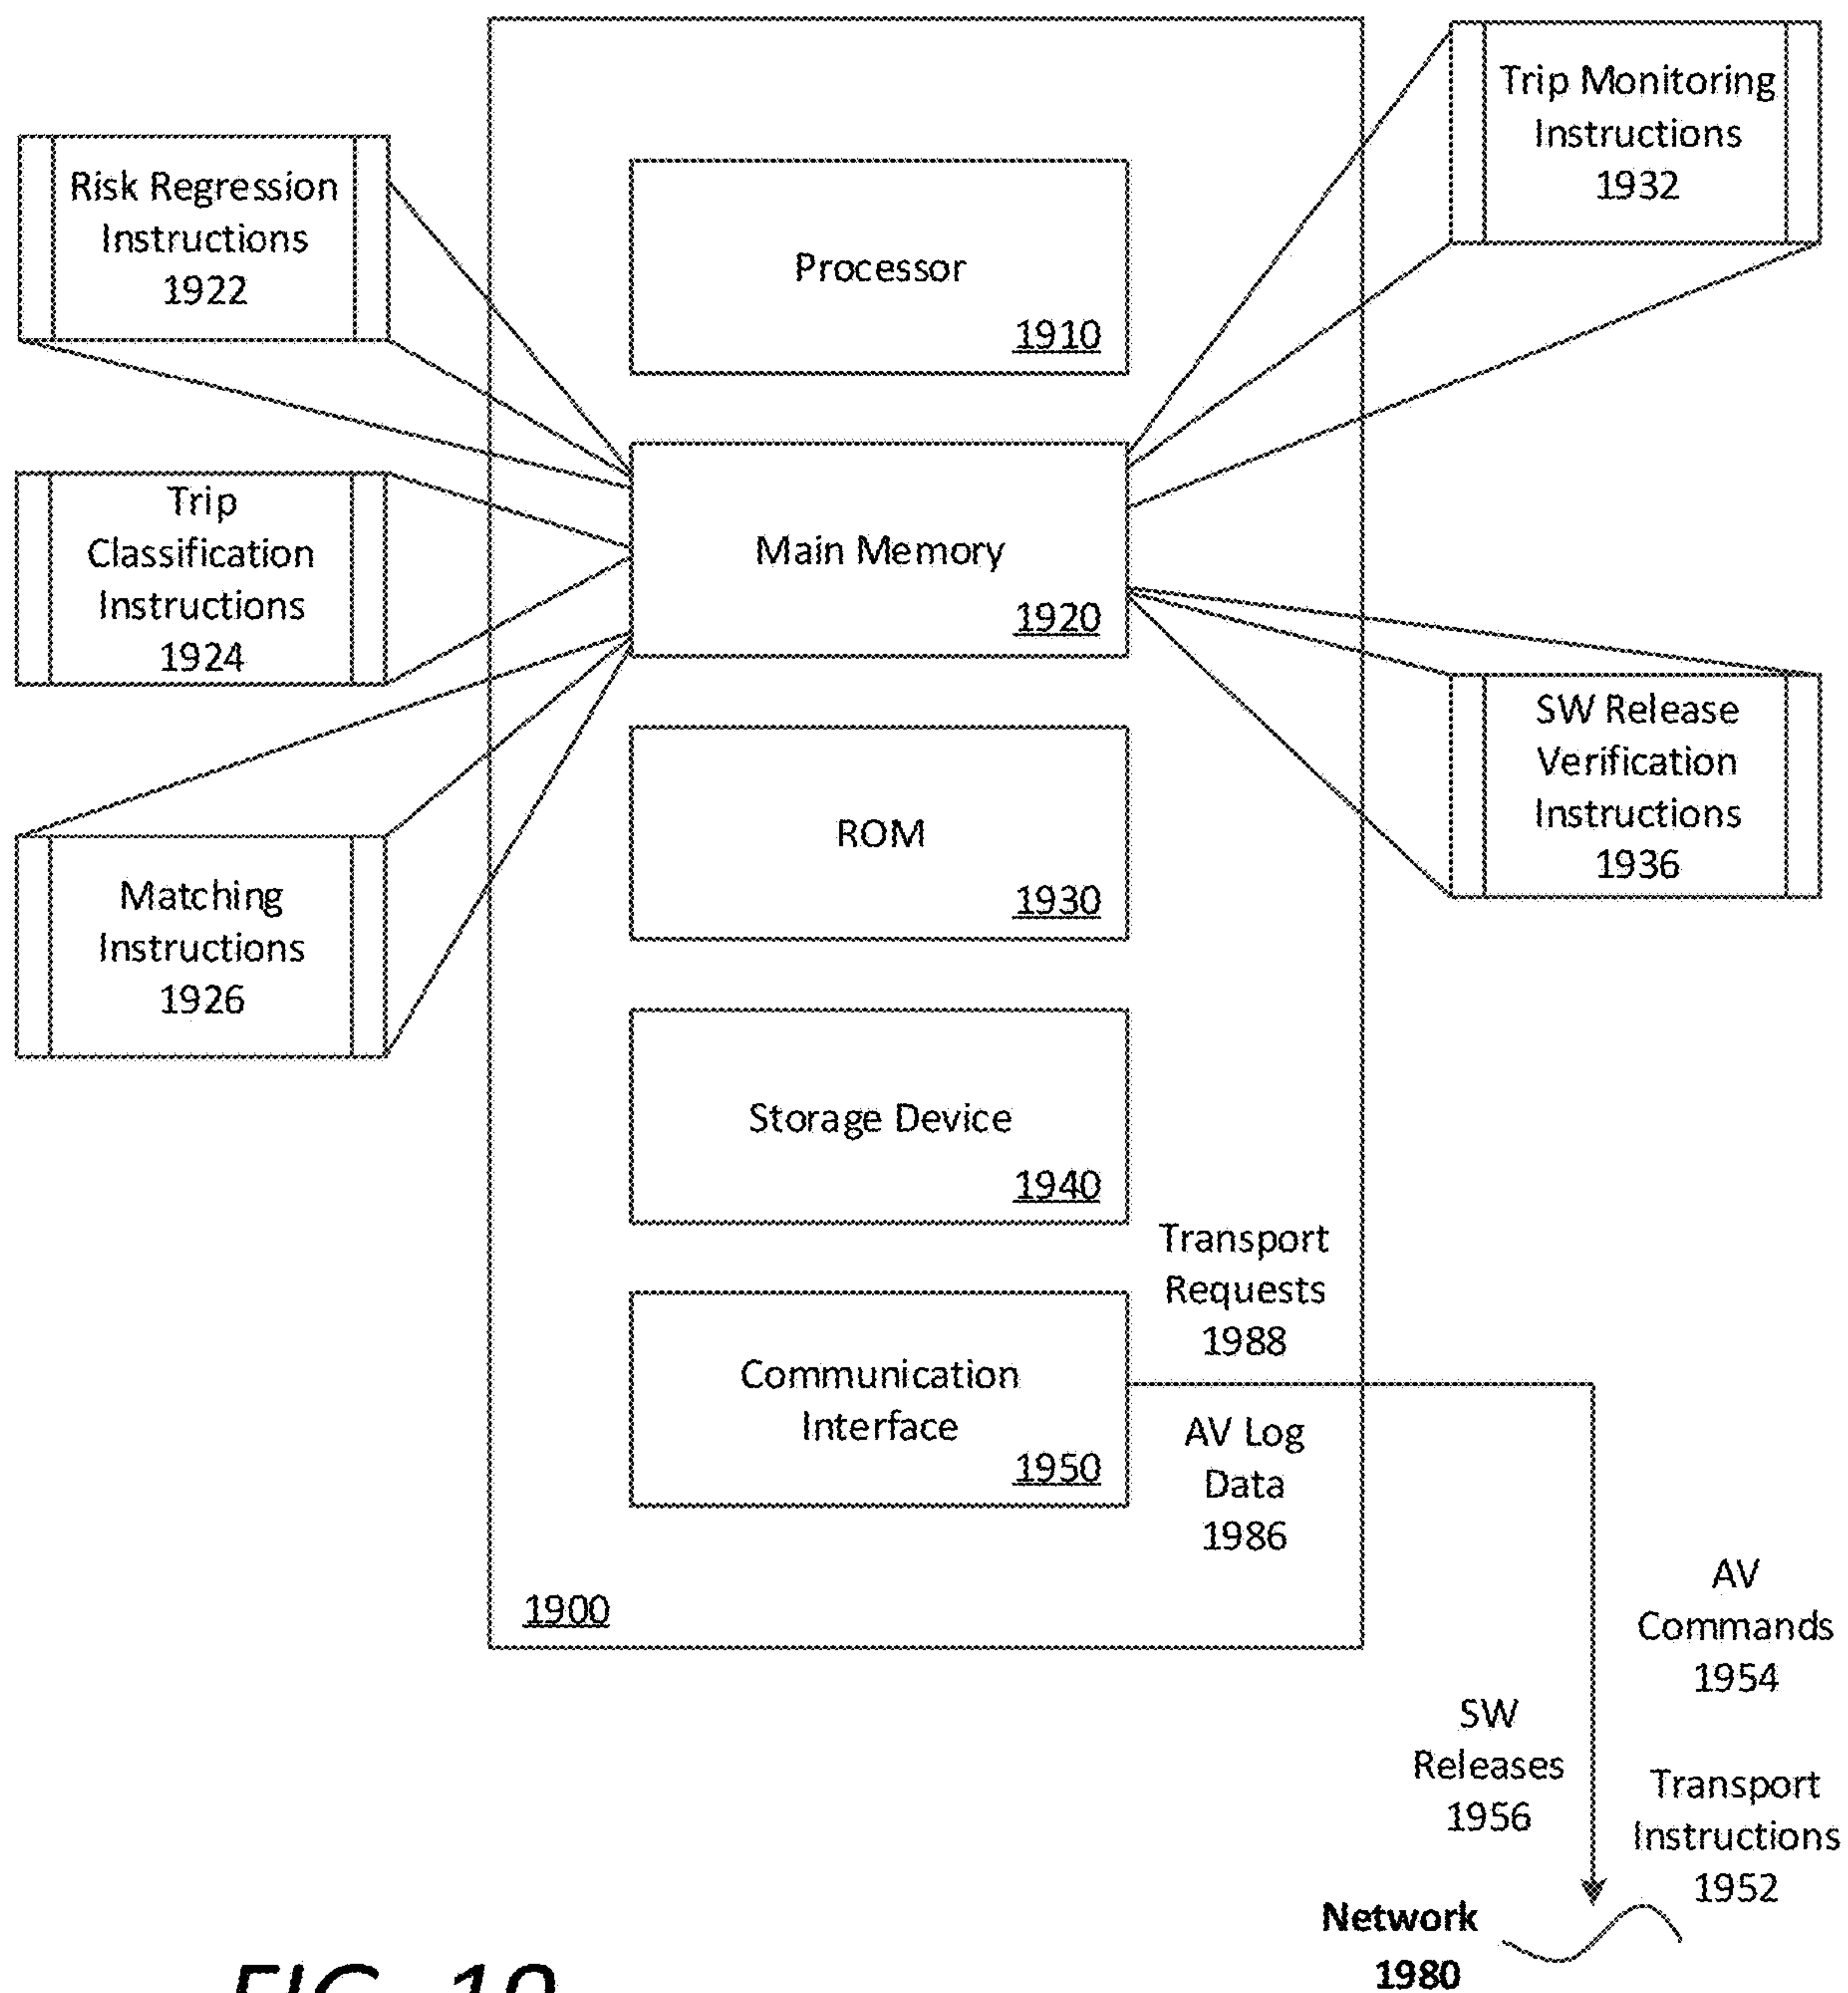 Trip Monitoring
Instructions
1932
Risk Regression
Instructions
1922
Processor
1910
Trip
Classification
Instructions
1924
Main Memory
1920
SW Release
Verification
Instructions
1936
ROM
1930
Matching
Instructions
1926
Storage Device
1940
Transport
Requests
1988
Communication
Interface
1950
AV Log
Data
1986
1900
AV
Commands
1954
SW
Releases
1956
Transport
Instructions
1952
Network
1980
FIG. 19